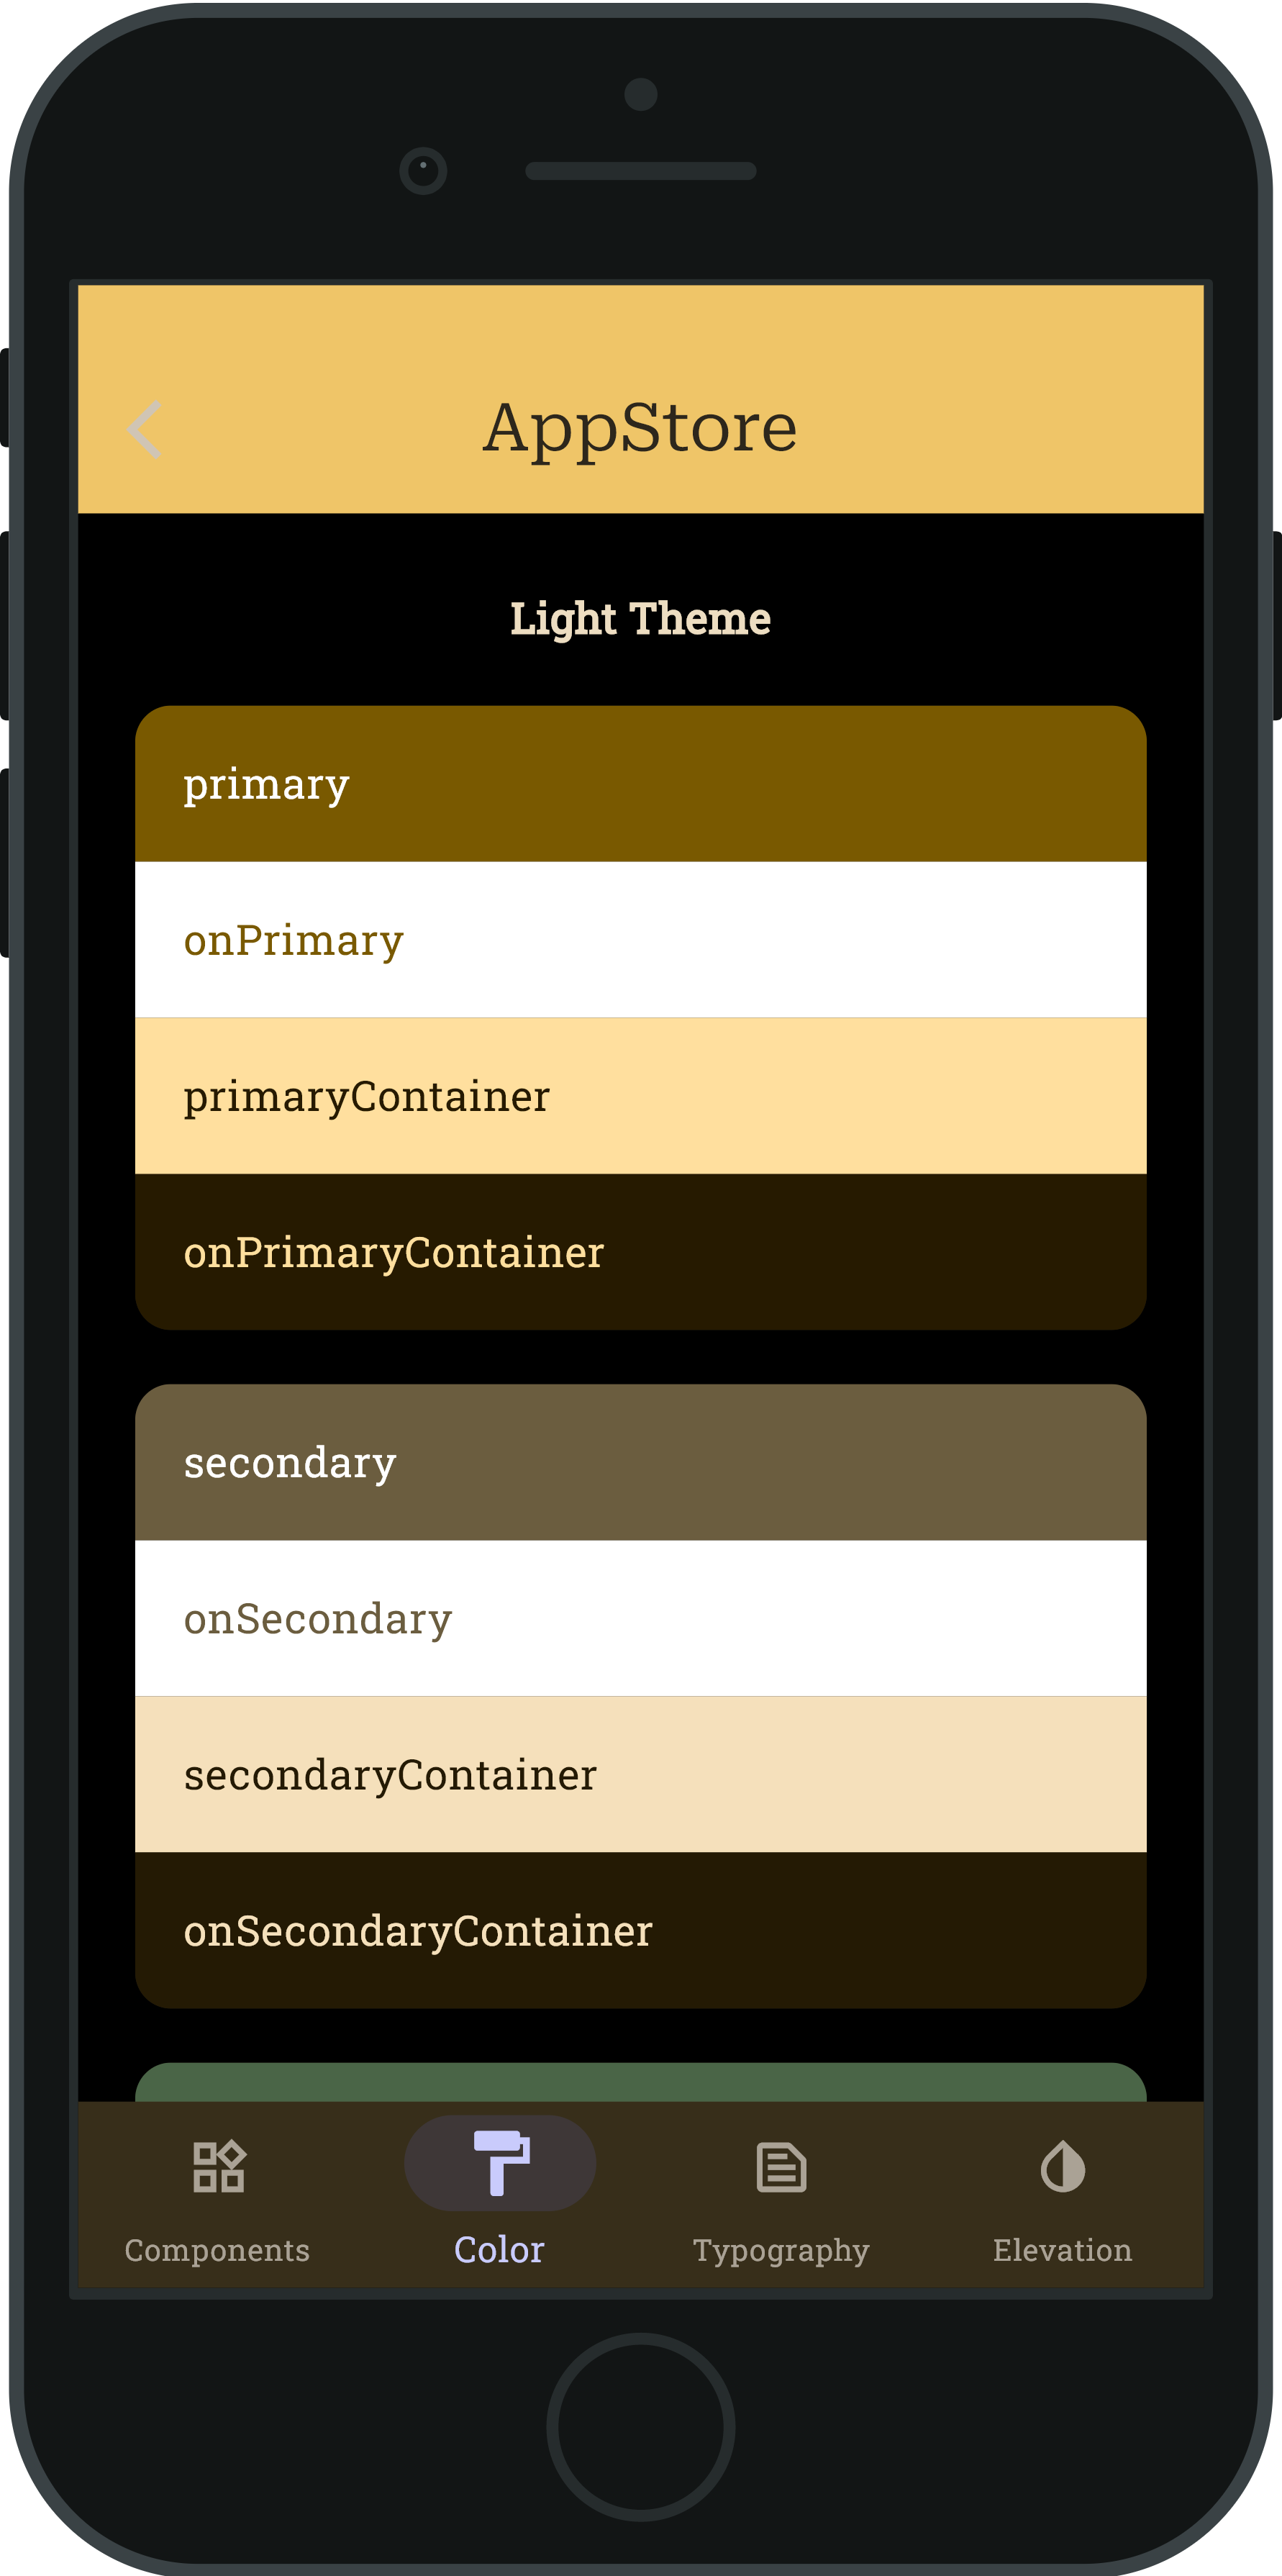 AppStore
Light Theme
primary
onPrimary
primaryContainer
onPrimaryContainer
secondary
onSecondary
secondaryContainer
onSecondaryContainer
Components Color Typography Elevation